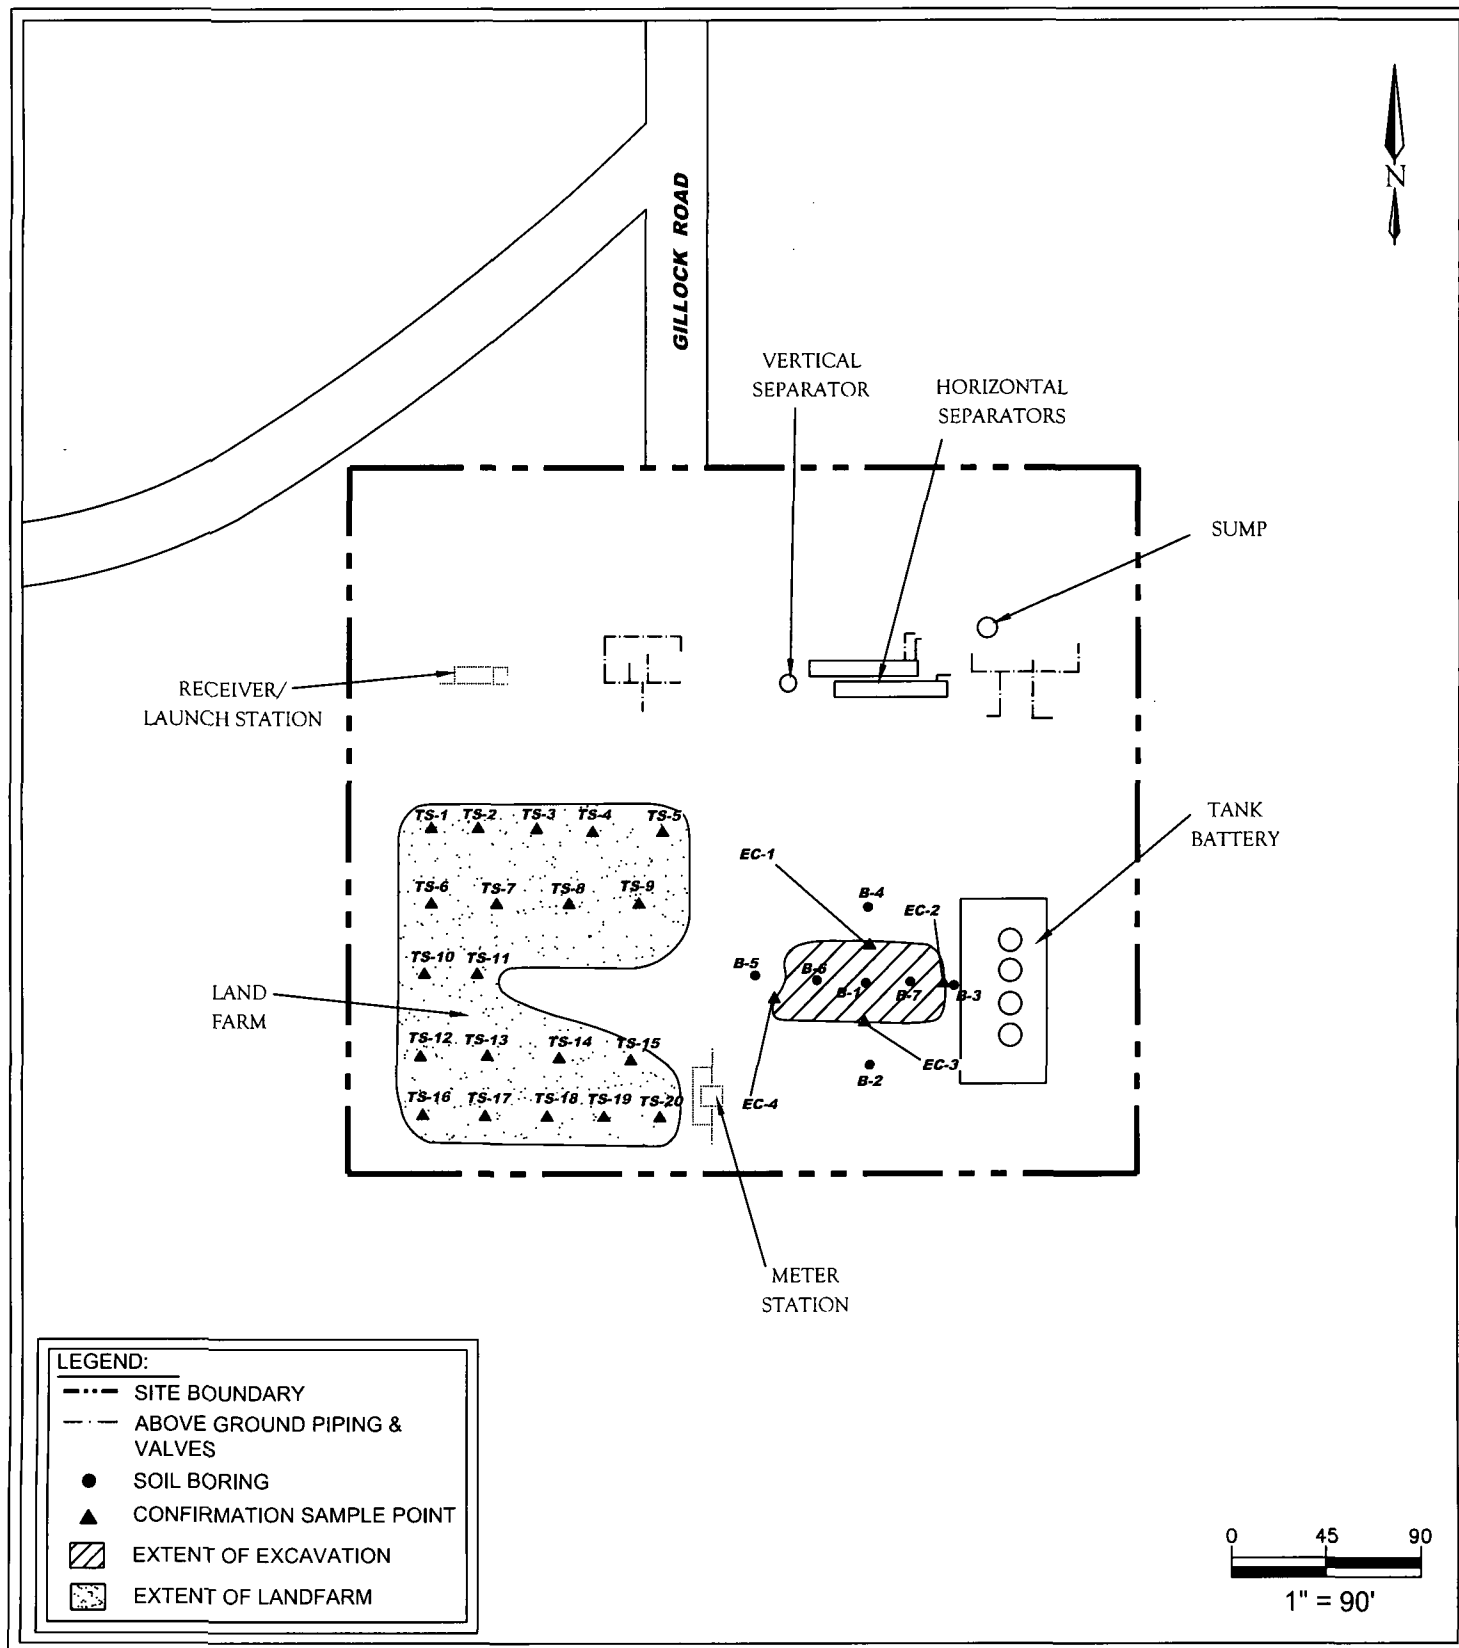 N
GILLOCK ROAD
VERTICAL
SEPARATOR
HORIZONTAL
SEPARATORS
SUMP
RECEIVER/
LAUNCH STATION
TANK
BATTERY
TS-1 TS-2 TS-3 TS-4 TS-5
EC-1
TS-6 TS-7 TS-8 TS-9
B-4
EC-2
TS-10 TS-11
B-5
B-6
B-1
B-7
B-3
LAND
FARM
TS-12 TS-13 TS-14 TS-15
EC-3
B-2
TS-16 TS-17 TS-18 TS-19 TS-20
EC-4
METER
STATION
LEGEND:
SITE BOUNDARY
ABOVE GROUND PIPING &
VALVES
SOIL BORING
CONFIRMATION SAMPLE POINT
EXTENT OF EXCAVATION
EXTENT OF LANDFARM
0 45 90
1" = 90'